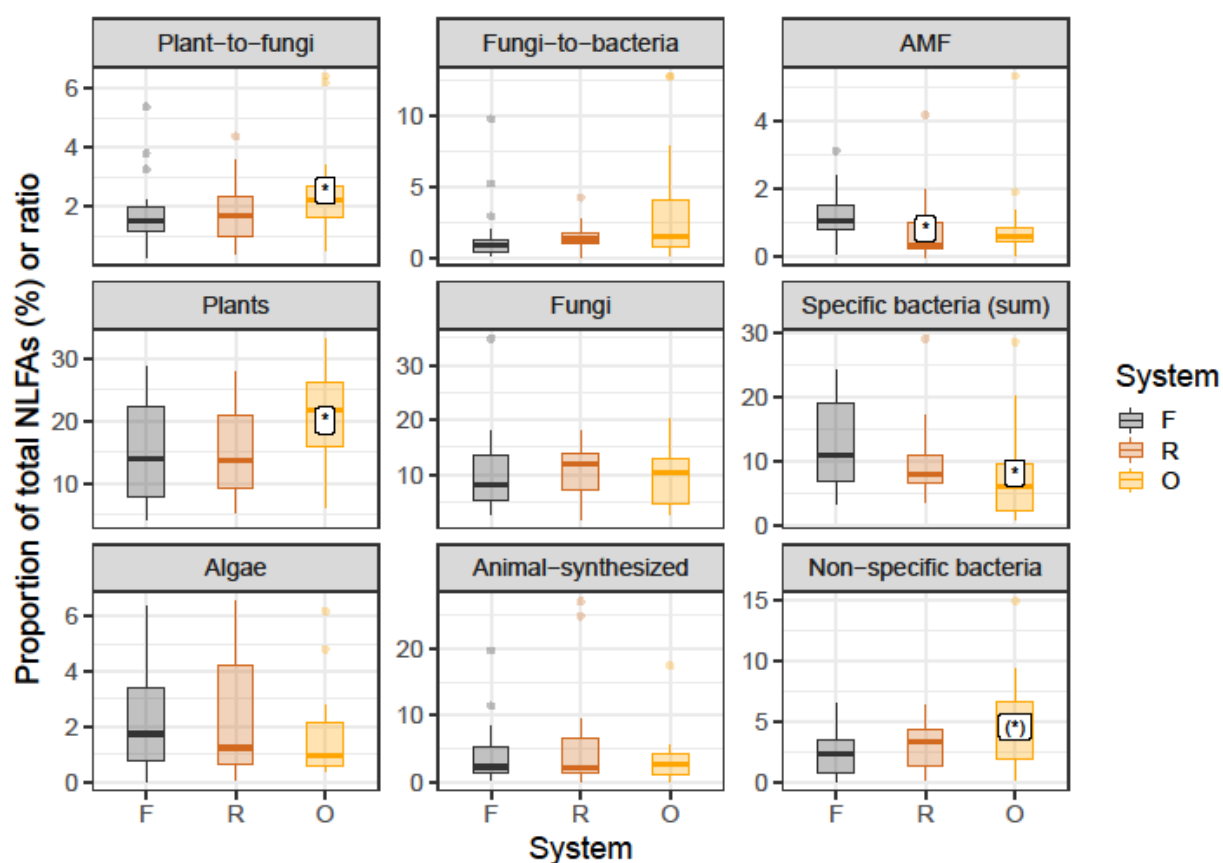 Proportion of total NLFAs (%) or ratio
Plant−to−fungi
6
4
2
*
Fungi−to−bacteria
10
5
0
AMF
4
2
0
*
Plants
30
20
10
*
Fungi
30
20
10
Specific bacteria (sum)
30
20
10
0
*
Algae
6
4
2
0
F
R
O
Animal−synthesized
20
10
0
F
R
O
Non−specific bacteria
15
10
5
0
(*)
F
R
O
System
System
F
R
O